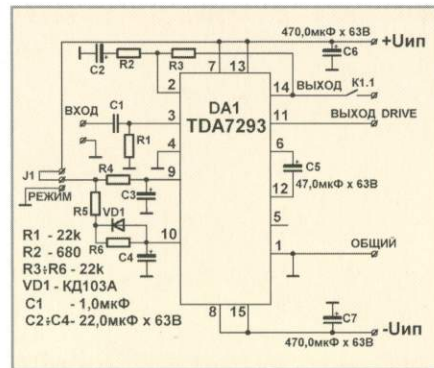 470,0мкФ х 63В
+Uип
C6
C2 R2 R3
7 13
2
14 ВЫХОД K1.1
DA1
TDA7293
ВХОД C1
3
11 ВЫХОД DRIVE
R1
6
4
C5
47,0мкФ х 63В
J1
R4 9
12
РЕЖИМ
C3
R5 VD1
5
10
R6 C4
1 ОБЩИЙ
R1 - 22k
R2 - 680
R3÷R6 - 22k
VD1 - КД103А
C1 - 1,0мкФ
C2÷C4- 22,0мкФ х 63В
8 15
C7
-Uип
470,0мкФ х 63В